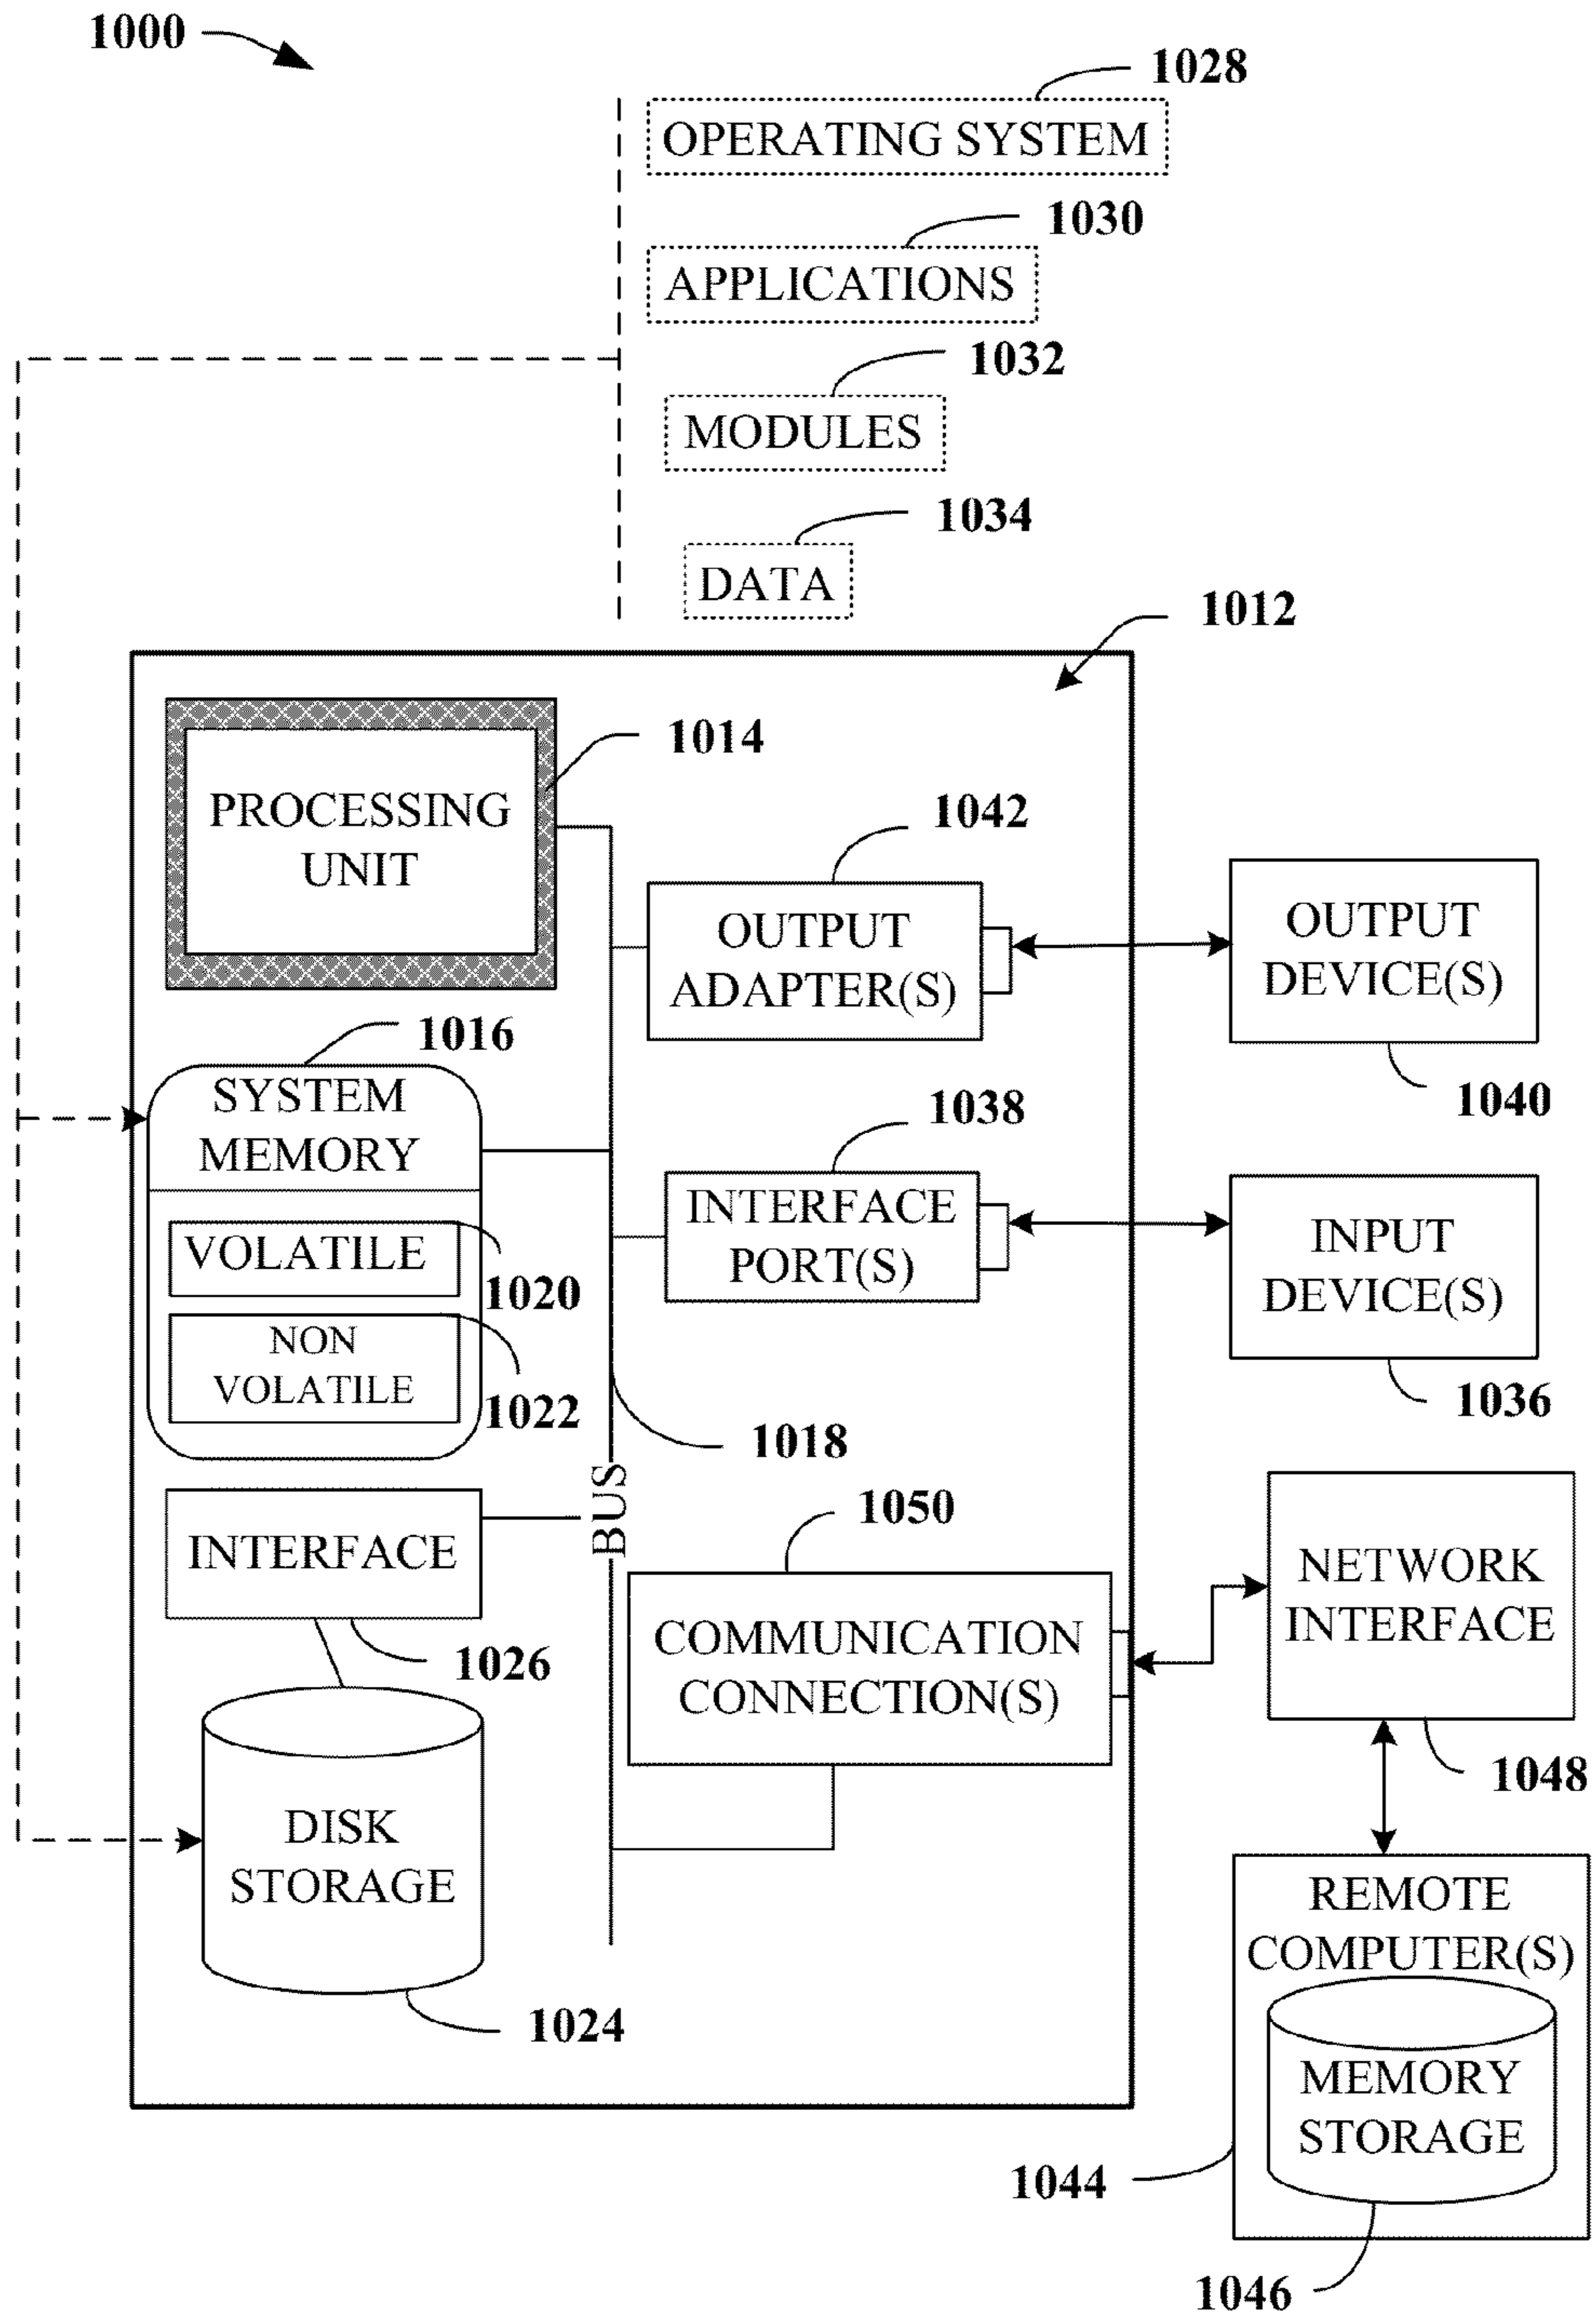 1000
1028
OPERATING SYSTEM
1030
APPLICATIONS
1032
MODULES
1034
DATA
1012
1014
PROCESSING
UNIT
1042
OUTPUT
ADAPTER(S)
OUTPUT
DEVICE(S)
1040
1016
SYSTEM
MEMORY
VOLATILE
1020
NON
VOLATILE
1022
1038
INTERFACE
PORT(S)
INPUT
DEVICE(S)
1036
1018
BUS
INTERFACE
1026
1050
COMMUNICATION
CONNECTION(S)
NETWORK
INTERFACE
1048
DISK
STORAGE
1024
REMOTE
COMPUTER(S)
MEMORY
STORAGE
1044
1046